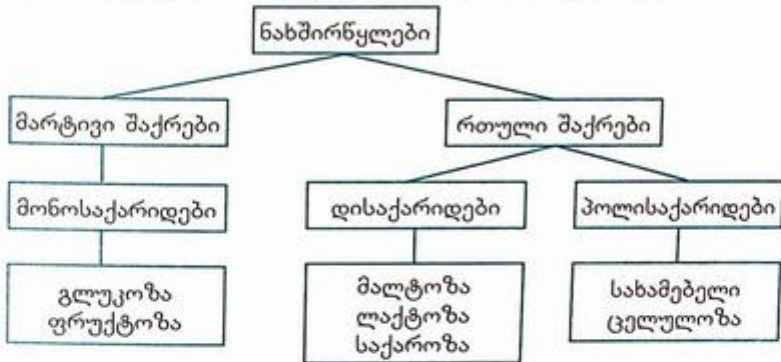 ნახშირწყლები
მარტივი შაქრები
რთული შაქრები
მონოსაქარიდები
დისაქარიდები
პოლისაქარიდები
გლუკოზა
ფრუქტოზა
მალტოზა
ლაქტოზა
საქაროზა
სახამებელი
ცელულოზა